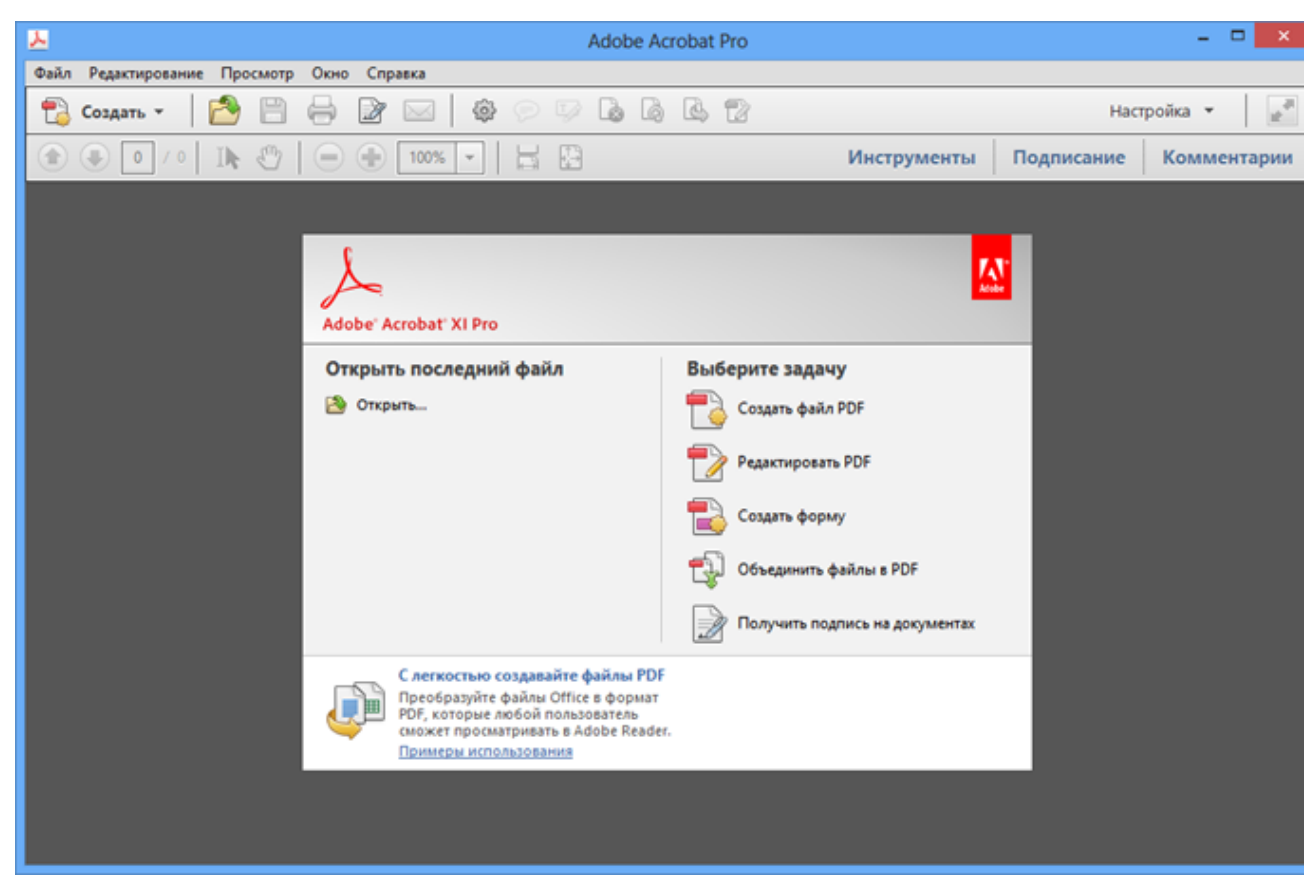 Adobe Acrobat Pro
Файл Редактирование Просмотр Окно Справка
Создать Настройка
0 / 0 100% Инструменты Подписание Комментарии
Adobe
Adobe® Acrobat® XI Pro
Открыть последний файл
Открыть...
Выберите задачу
Создать файл PDF
Редактировать PDF
Создать форму
Объединить файлы в PDF
Получить подпись на документах
С легкостью создавайте файлы PDF
Преобразуйте файлы Office в формат
PDF, которые любой пользователь
сможет просматривать в Adobe Reader.
Примеры использования